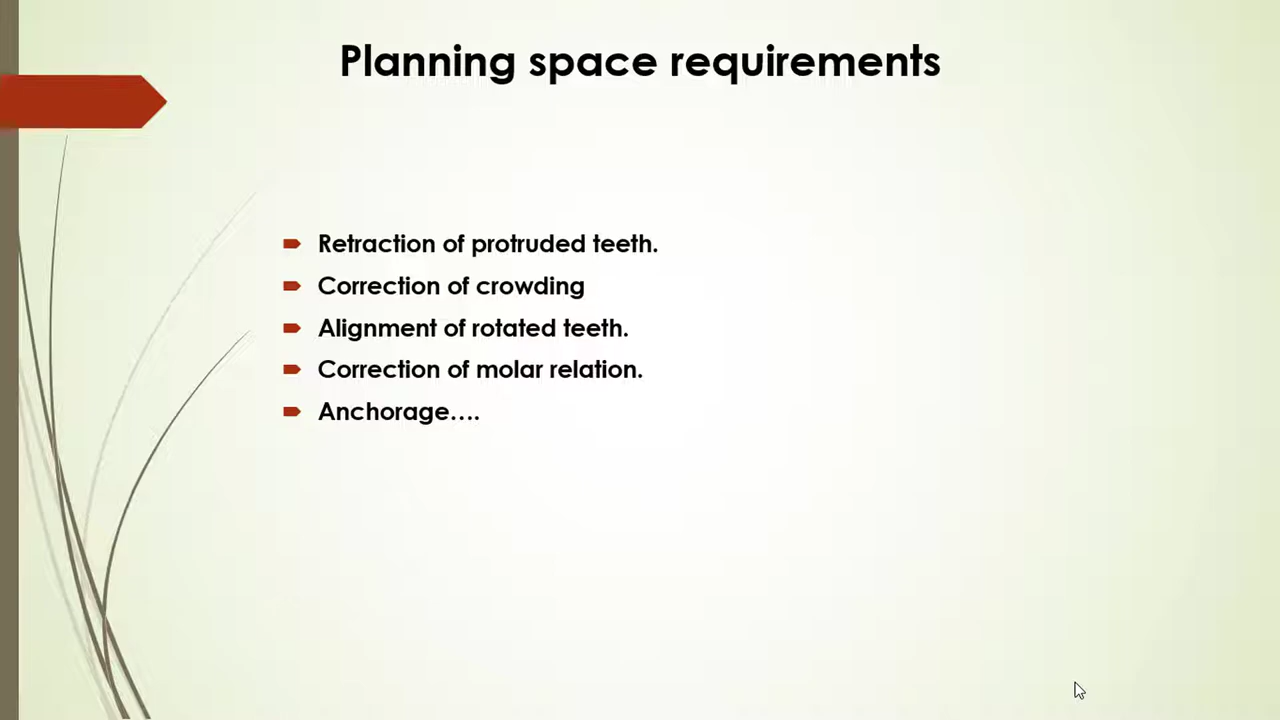 Planning space requirements
Retraction of protruded teeth.
Correction of crowding
Alignment of rotated teeth.
Correction of molar relation.
Anchorage....